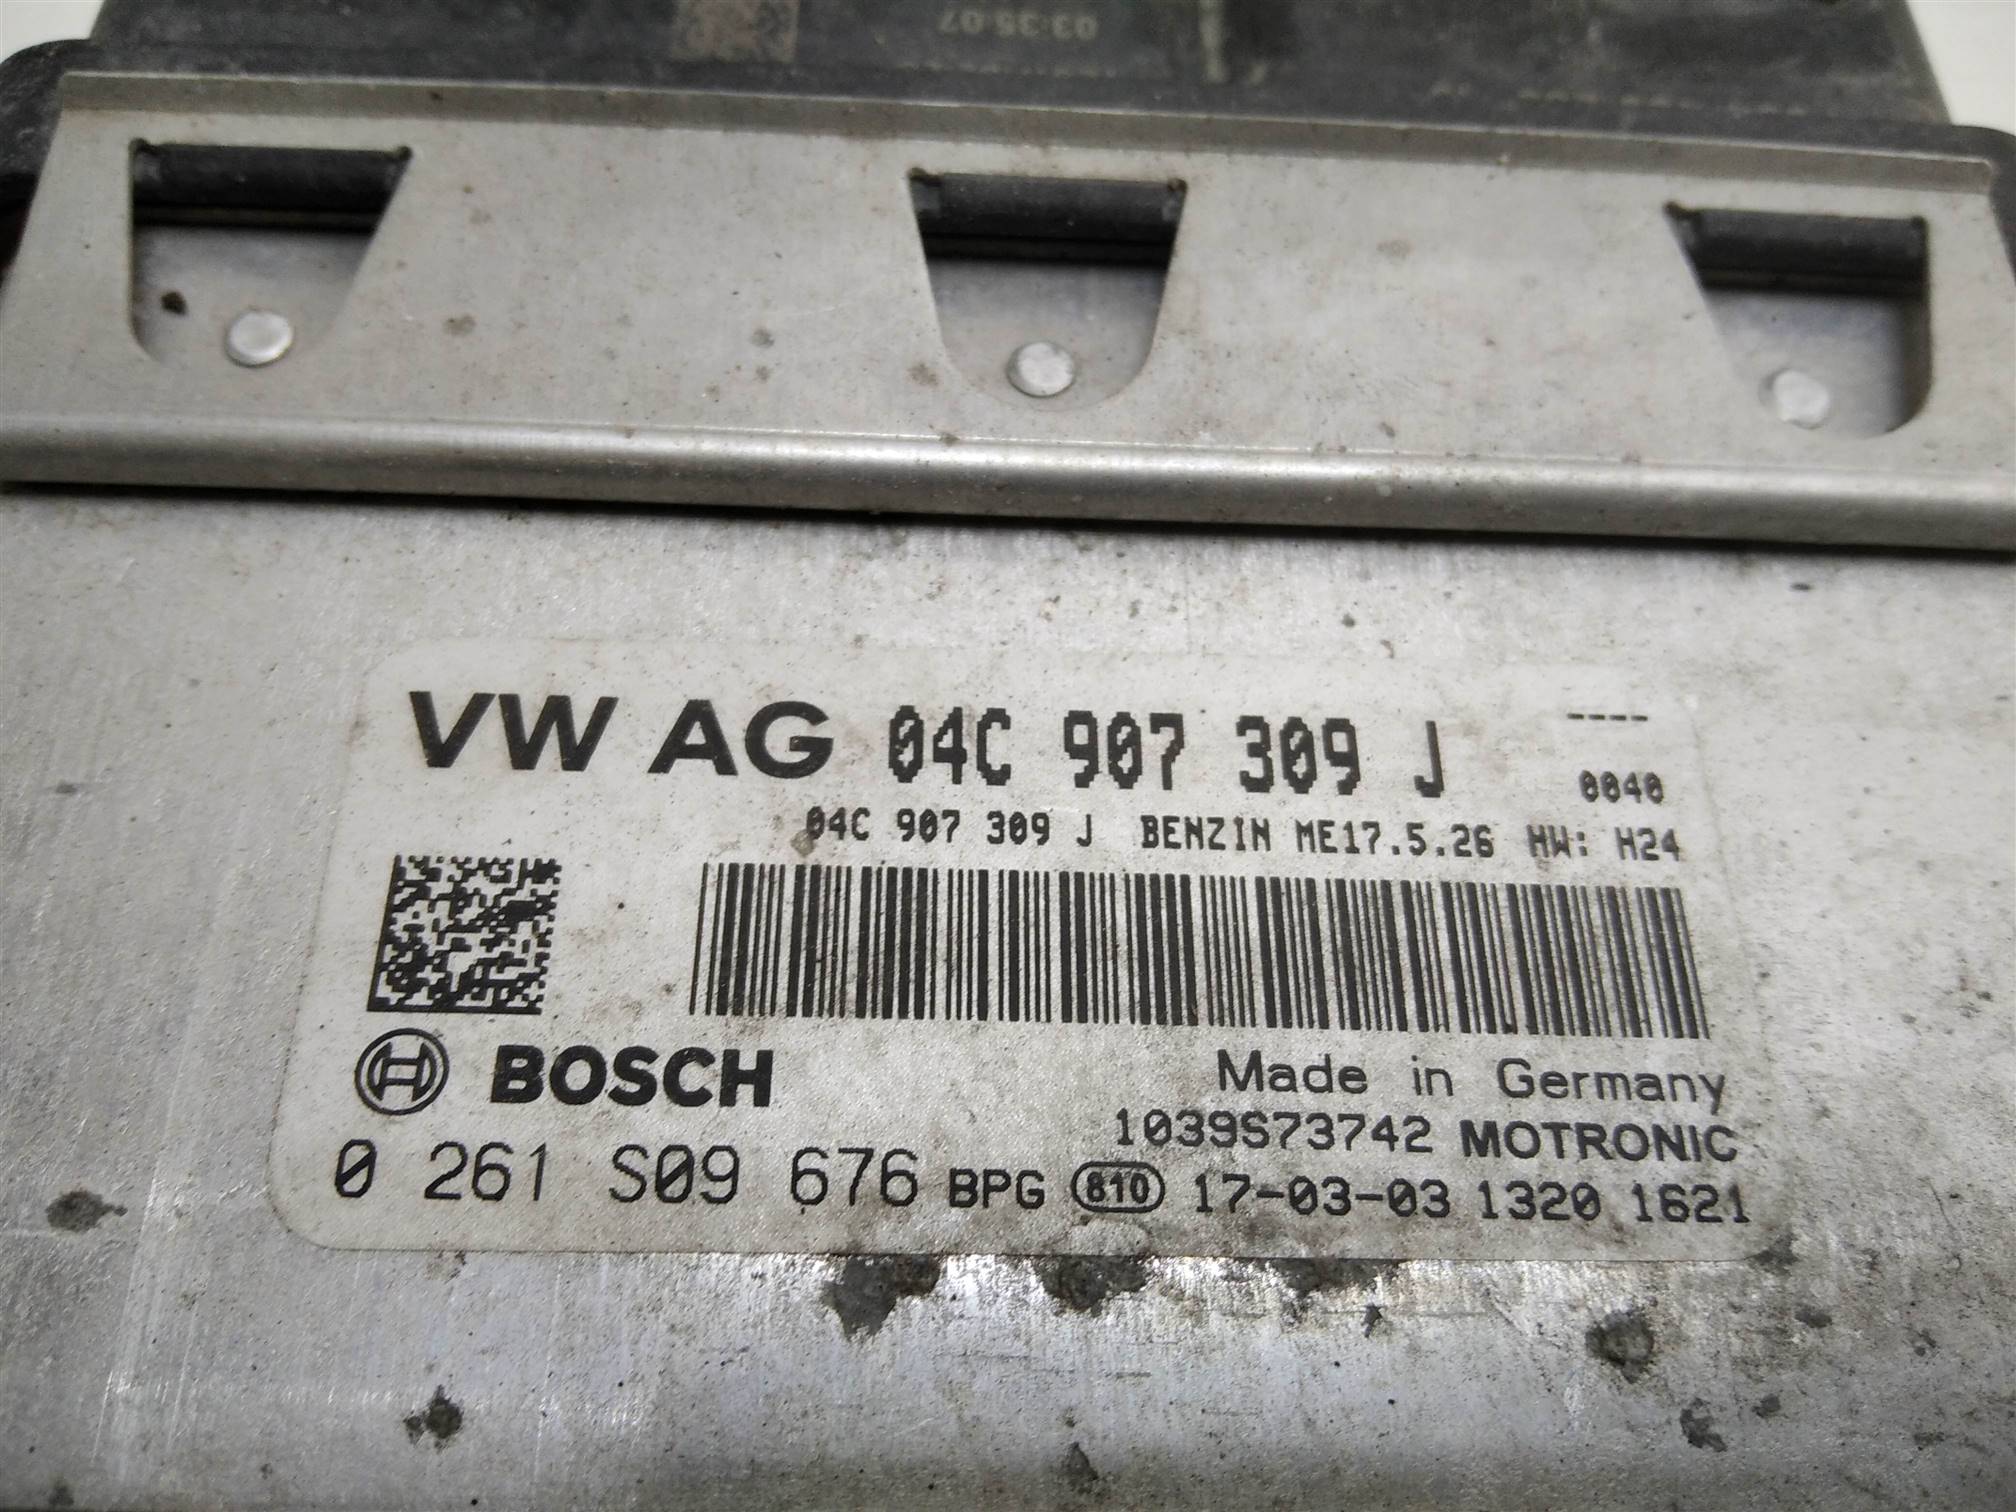 03:35:07
VW AG 04C 907 309 J ----
0040
04C 907 309 J BENZIN ME17.5.26 HW: H24
BOSCH
Made in Germany
1039S73742 MOTRONIC
0 261 S09 676 BPG 810 17-03-03 1320 1621